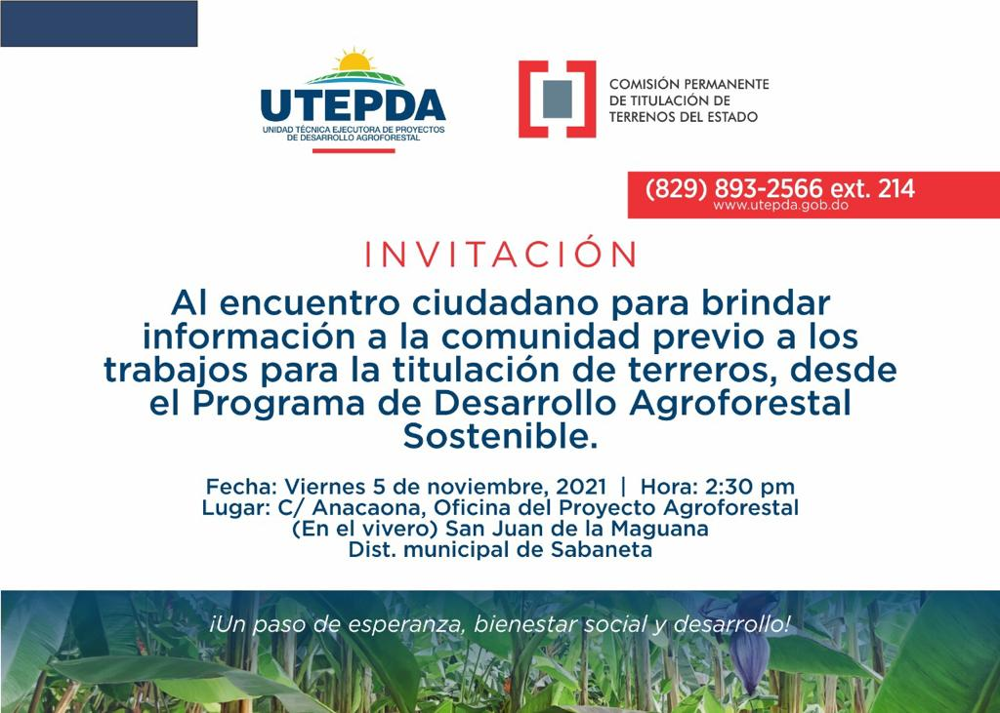 UTEPDA
UNIDAD TÉCNICA EJECUTORA DE PROYECTOS
DE DESARROLLO AGROFORESTAL
COMISIÓN PERMANENTE
DE TITULACIÓN DE
TERRENOS DEL ESTADO
(829) 893-2566 ext. 214
www.utepda.gob.do
INVITACIÓN
Al encuentro ciudadano para brindar
información a la comunidad previo a los
trabajos para la titulación de terreros, desde
el Programa de Desarrollo Agroforestal
Sostenible.
Fecha: Viernes 5 de noviembre, 2021 | Hora: 2:30 pm
Lugar: C/ Anacaona, Oficina del Proyecto Agroforestal
(En el vivero) San Juan de la Maguana
Dist. municipal de Sabaneta
¡Un paso de esperanza, bienestar social y desarrollo!